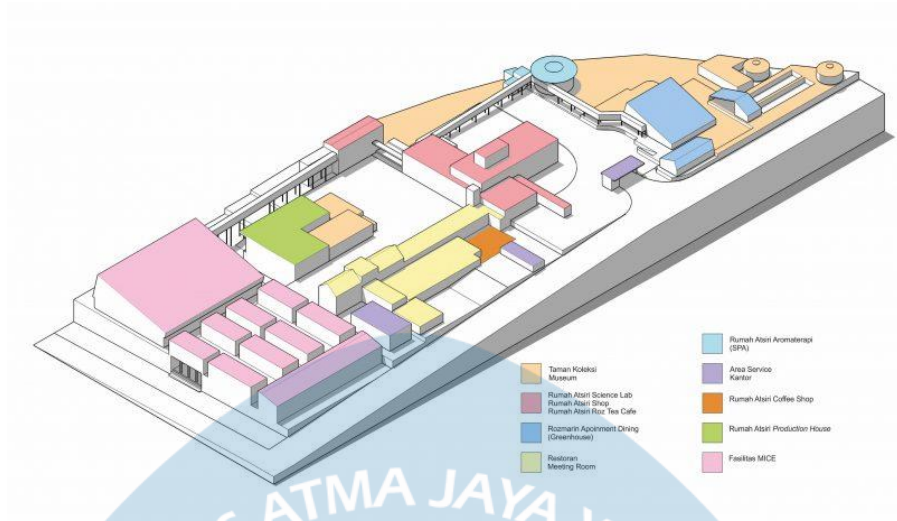 Taman Koleksi
Museum
Rumah Atsiri Science Lab
Rumah Atsiri Shop
Rumah Atsiri Roz Tea Cafe
Rozmarin Apoinment Dining
(Greenhouse)
Restoran
Meeting Room
Rumah Atsiri Aromaterapi
(SPA)
Area Service
Kantor
Rumah Atsiri Coffee Shop
Rumah Atsiri Production House
Fasilitas MICE
ATMA JAYA